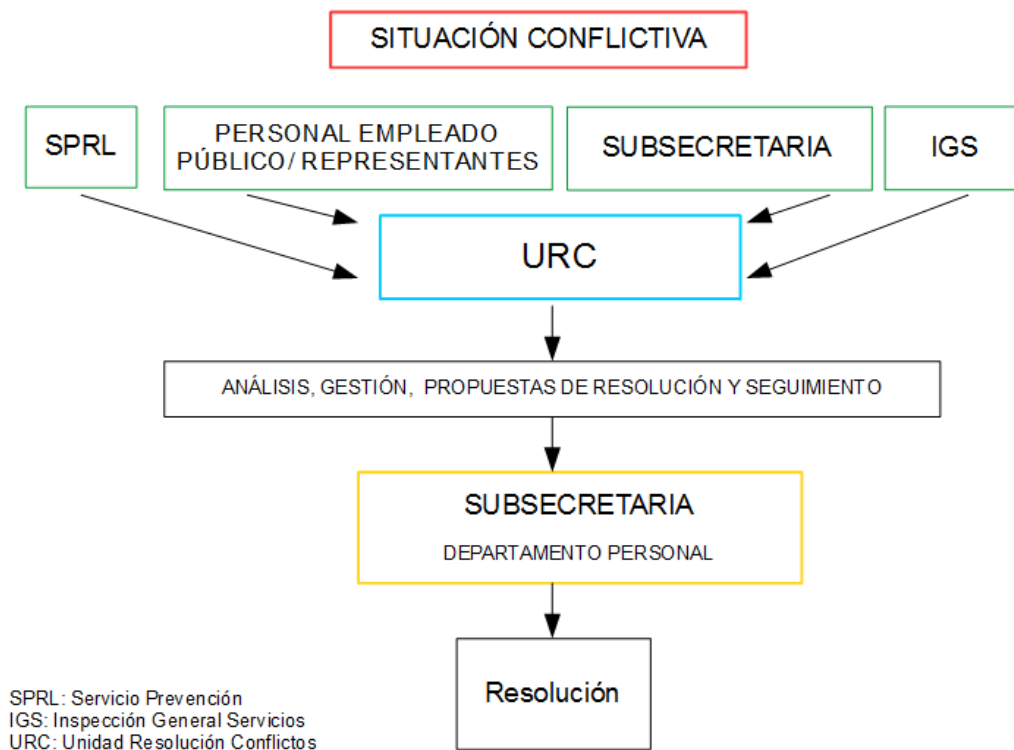 SITUACIÓN CONFLICTIVA
SPRL
PERSONAL EMPLEADO
PÚBLICO/ REPRESENTANTES
SUBSECRETARIA
IGS
URC
ANÁLISIS, GESTIÓN, PROPUESTAS DE RESOLUCIÓN Y SEGUIMIENTO
SUBSECRETARIA
DEPARTAMENTO PERSONAL
Resolución
SPRL: Servicio Prevención
IGS: Inspección General Servicios
URC: Unidad Resolución Conflictos